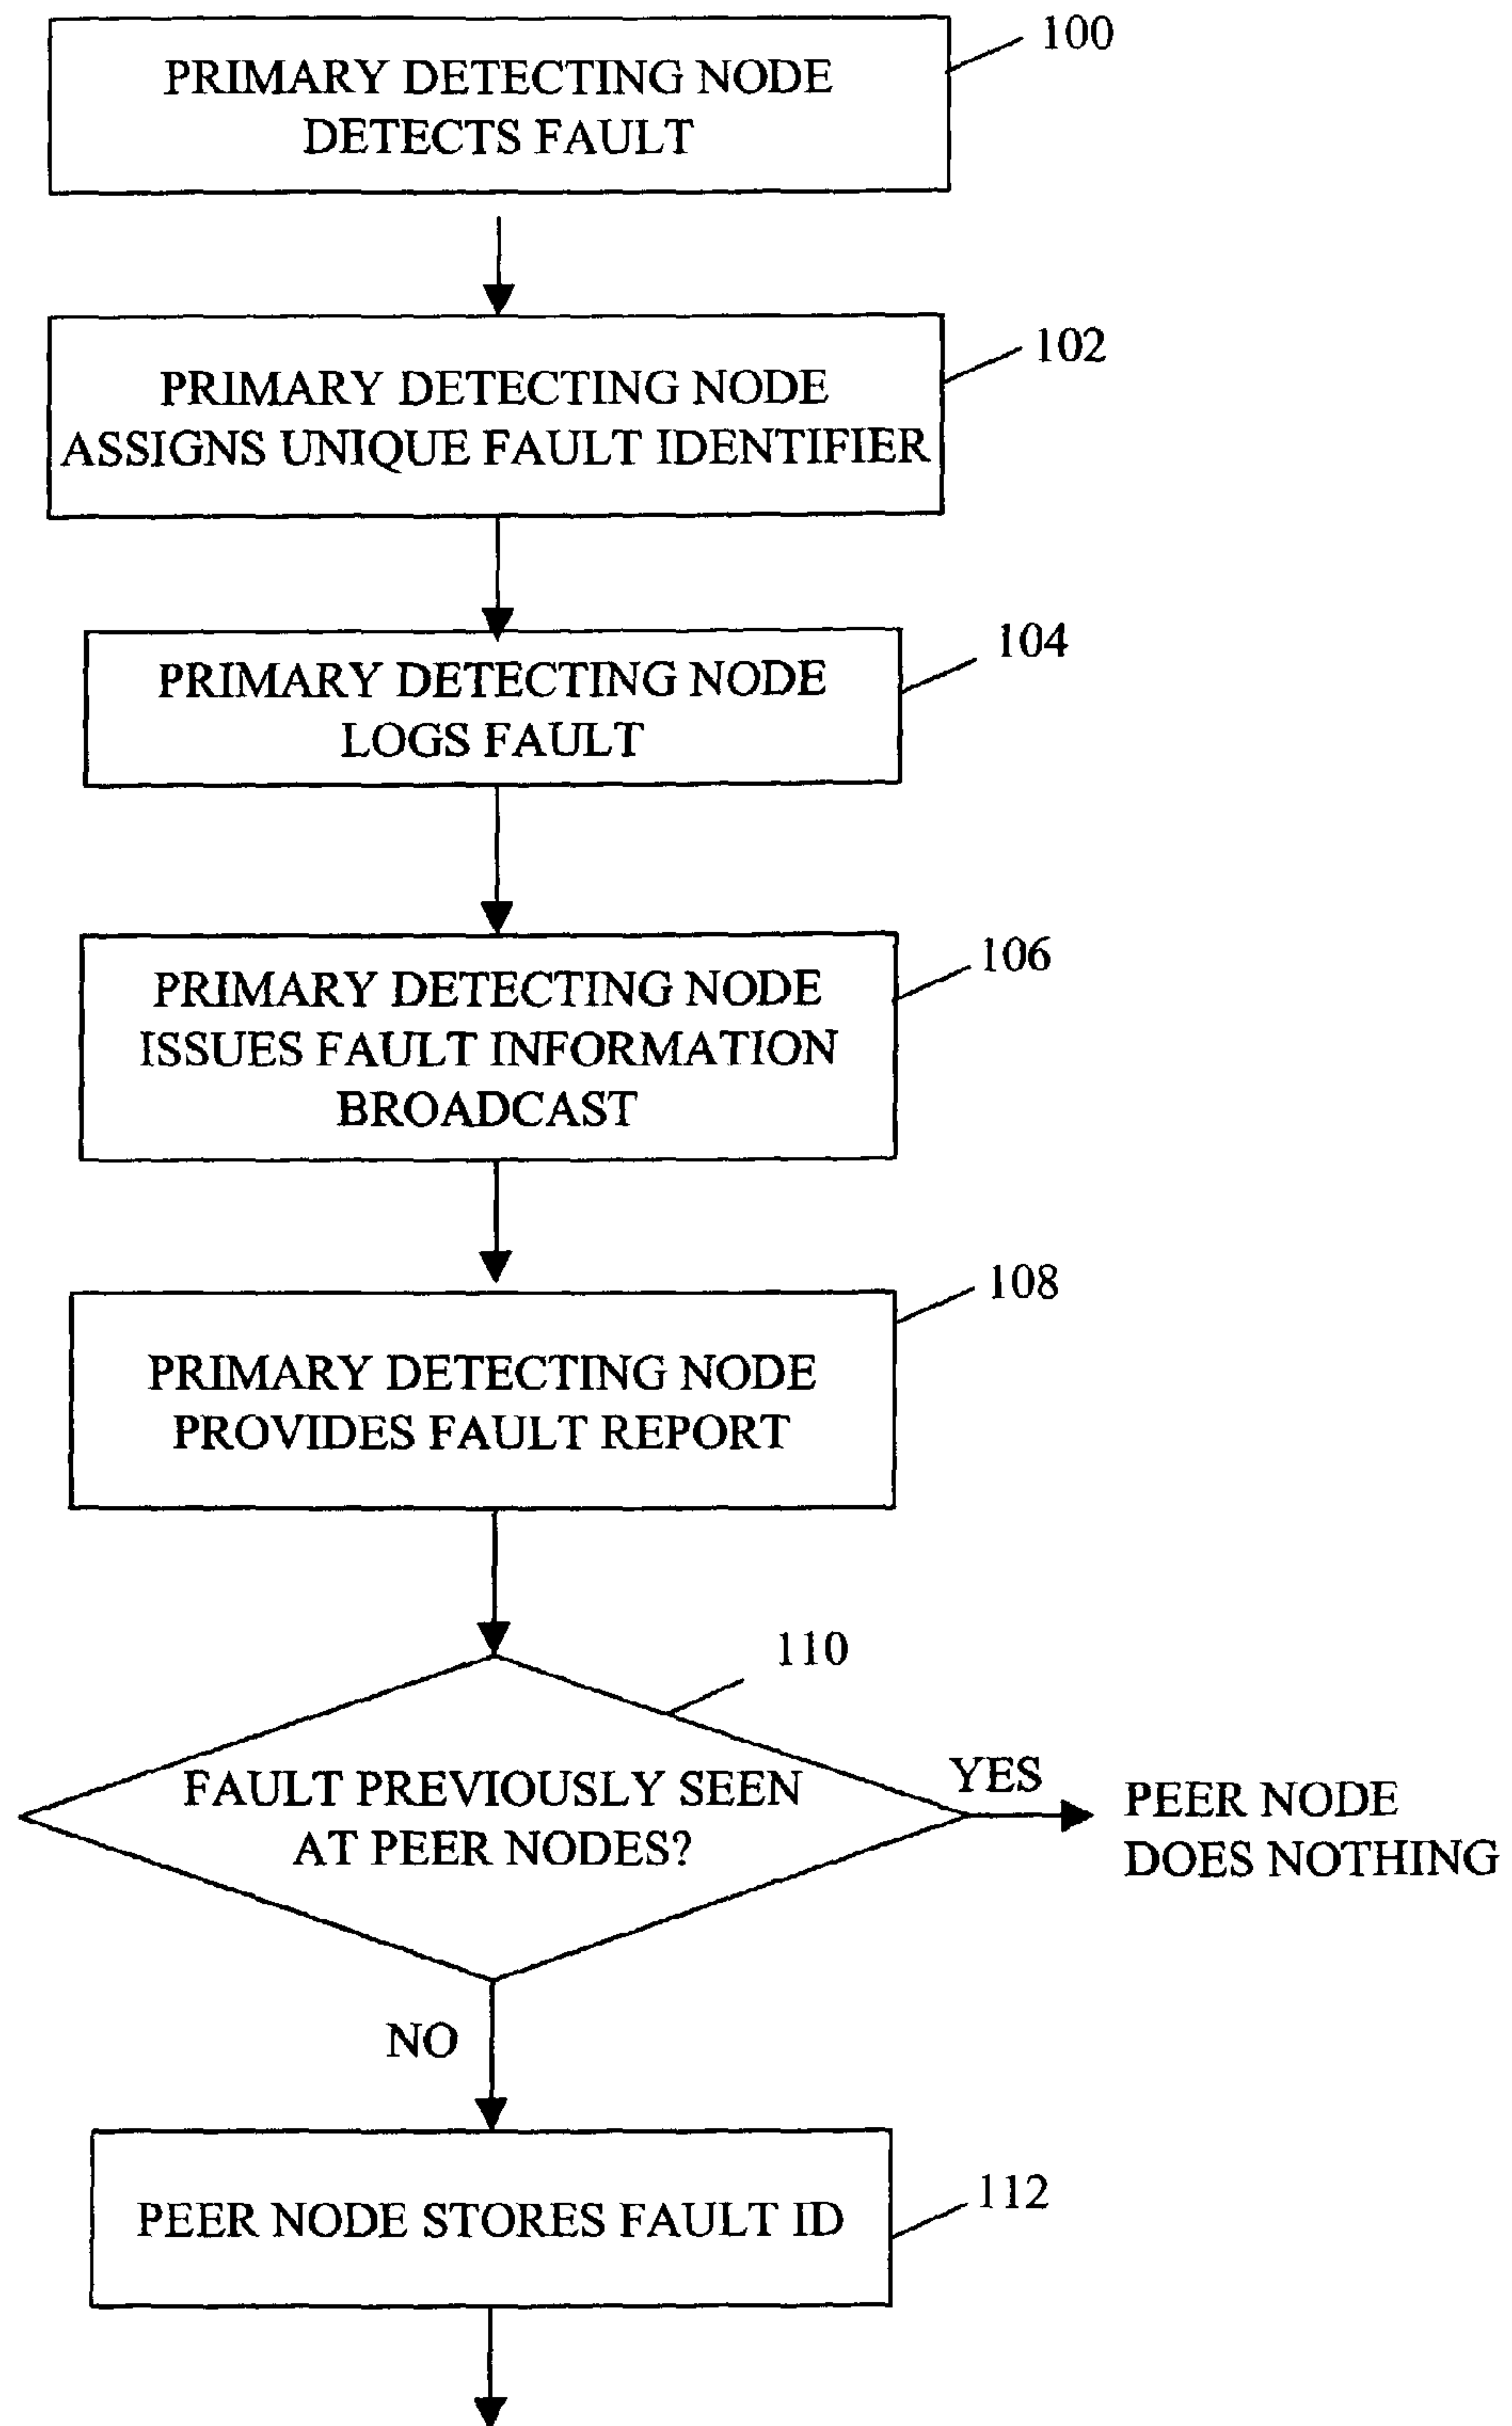 100
PRIMARY DETECTING NODE
DETECTS FAULT
102
PRIMARY DETECTING NODE
ASSIGNS UNIQUE FAULT IDENTIFIER
104
PRIMARY DETECTING NODE
LOGS FAULT
106
PRIMARY DETECTING NODE
ISSUES FAULT INFORMATION
BROADCAST
108
PRIMARY DETECTING NODE
PROVIDES FAULT REPORT
110
FAULT PREVIOUSLY SEEN
AT PEER NODES?
YES
PEER NODE
DOES NOTHING
NO
112
PEER NODE STORES FAULT ID